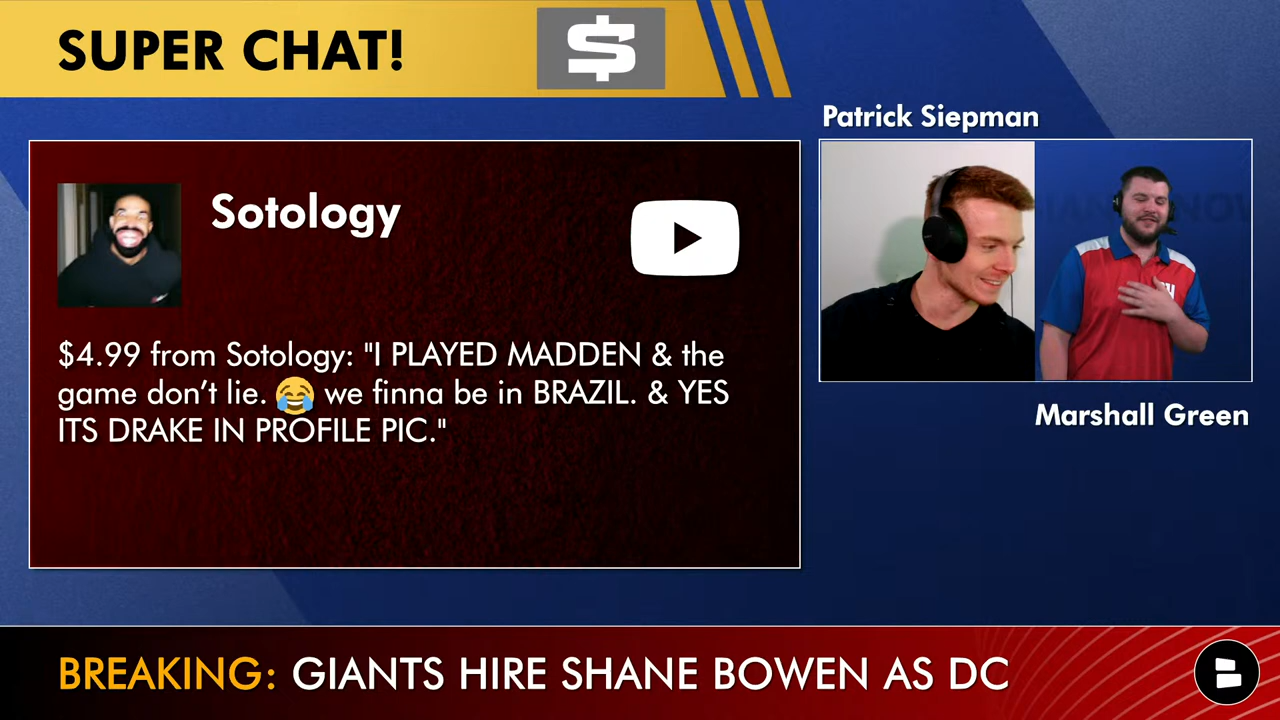 SUPER CHAT!
$
Patrick Siepman
Sotology
$4.99 from Sotology: "I PLAYED MADDEN & the
game don’t lie. 😂 we finna be in BRAZIL. & YES
ITS DRAKE IN PROFILE PIC."
Marshall Green
BREAKING: GIANTS HIRE SHANE BOWEN AS DC